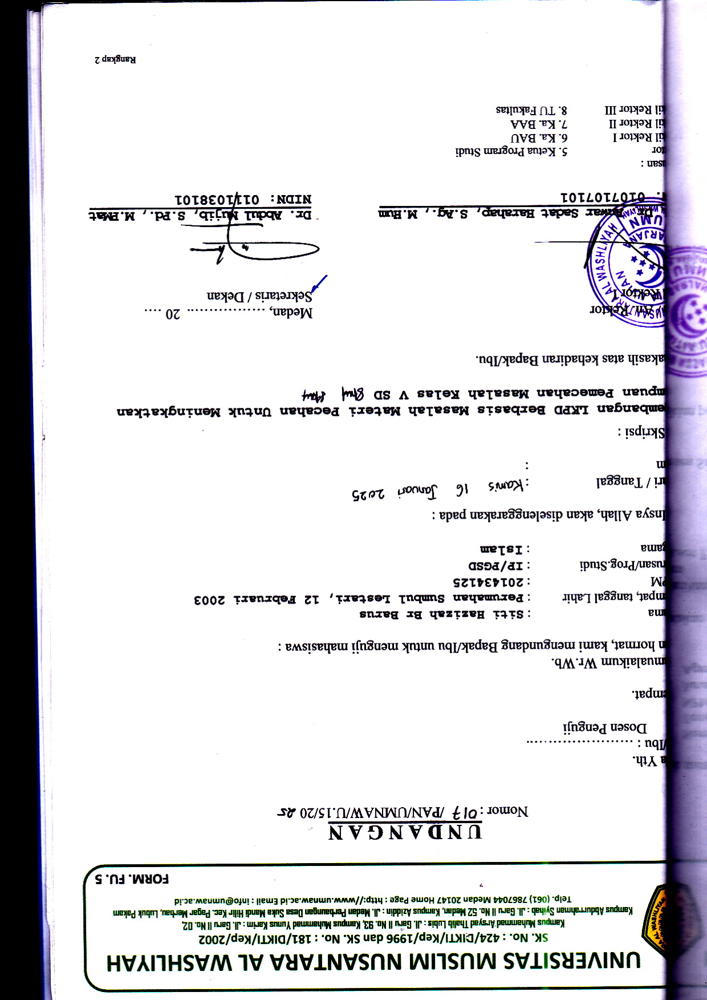 UNIVERSITAS MUSLIM NUSANTARA AL WASHLIYAH
SK. No. : 424/DIKTI/Kep/1996 dan SK. No. : 181/DIKTI/Kep/2002
Kampus Muhammad Arsyad Thalib Lubis : Jl. Garu II No. 93, Kampus Muhammad Yunus Karim : Jl. Garu II No. 02,
Kampus Abdurrahman Syihab : Jl. Garu II No. 52 Medan, Kampus Aziddin : Jl. Medan Perbaungan Desa Suka Mandi Hilir Kec. Pagar Merbau, Lubuk Pakam
Telp. (061) 7867044 Medan 20147 Home Page : http://www.umnaw.ac.id Email : info@umnaw.ac.id
FORM. FU. 5
UNDANGAN
Nomor : 017 /PAN/UMNAW/U.15/20 25
a Yth.
/Ibu : ........................
Dosen Penguji
mpat.
mualaikum Wr.Wb.
n hormat, kami mengundang Bapak/Ibu untuk menguji mahasiswa :
ma : Siti Hazizah Br Barus
mpat, tanggal Lahir : Perumahan Sumbul Lestari, 12 Februari 2003
PM : 201434125
rusan/Prog.Studi : IP/PGSD
gama : Islam
Insya Allah, akan diselenggarakan pada :
ari / Tanggal : Kamis 16 Januari 2025
m :
Skripsi :
embangan LKPD Berbasis Masalah Materi Pecahan Untuk Meningkatkan
mpuan Pemecahan Masalah Kelas V SD
akasih atas kehadiran Bapak/Ibu.
Medan, .................. 20 ....
An Rektor
Rektor I
Sekretaris / Dekan
Dr. Anwar Sadat Harahap, S.Ag., M.Hum
0107107101
Dr. Abdul Mujib, S.Pd., M.PMat
NIDN: 0111038101
usan :
tor
il Rektor I
il Rektor II
il Rektor III
5. Ketua Program Studi
6. Ka. BAU
7. Ka. BAA
8. TU Fakultas
Rangkap 2